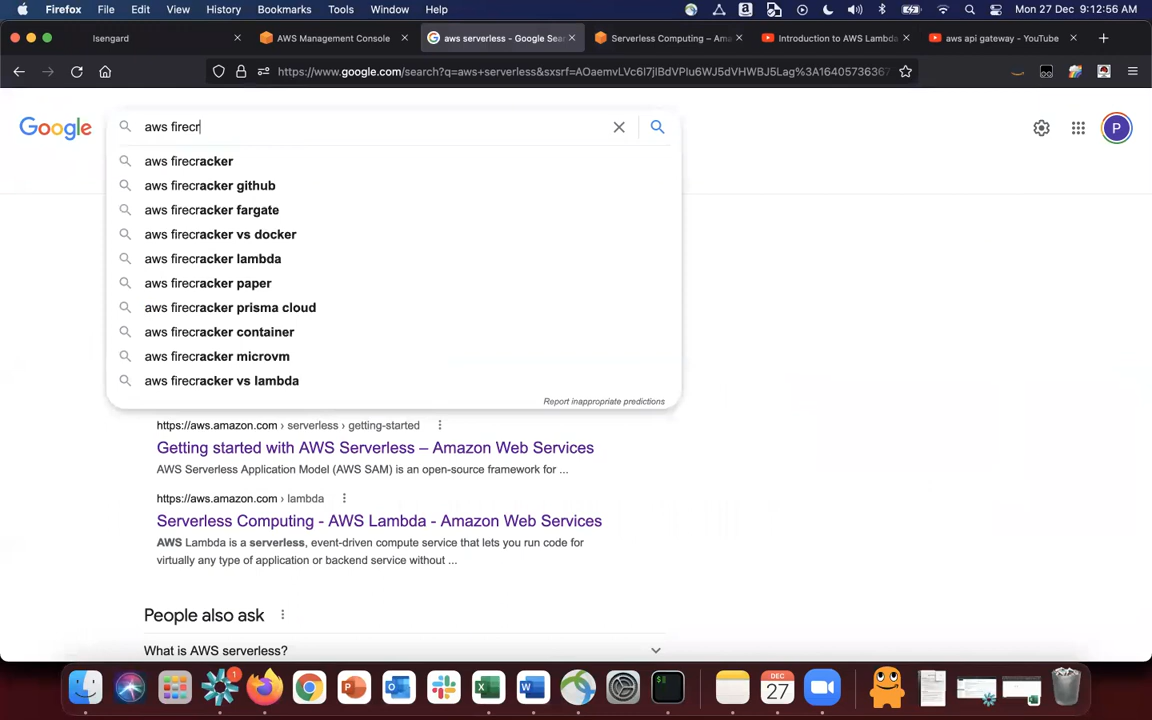 Firefox File Edit View History Bookmarks Tools Window Help Mon 27 Dec 9:12:56 AM
Isengard AWS Management Console aws serverless - Google Sea Serverless Computing – Ama Introduction to AWS Lambda aws api gateway - YouTube
https://www.google.com/search?q=aws+serverless&sxsrf=AOaemvLVc6I7jIBdVPlu6WJ5dVHWBJ5Lag%3A1640573636
Google aws firecr P
aws firecracker
aws firecracker github
aws firecracker fargate
aws firecracker vs docker
aws firecracker lambda
aws firecracker paper
aws firecracker prisma cloud
aws firecracker container
aws firecracker microvm
aws firecracker vs lambda
Report inappropriate predictions
https://aws.amazon.com › serverless › getting-started
Getting started with AWS Serverless – Amazon Web Services
AWS Serverless Application Model (AWS SAM) is an open-source framework for ...
https://aws.amazon.com › lambda
Serverless Computing - AWS Lambda - Amazon Web Services
AWS Lambda is a serverless, event-driven compute service that lets you run code for
virtually any type of application or backend service without ...
People also ask
What is AWS serverless?
1
DEC
27